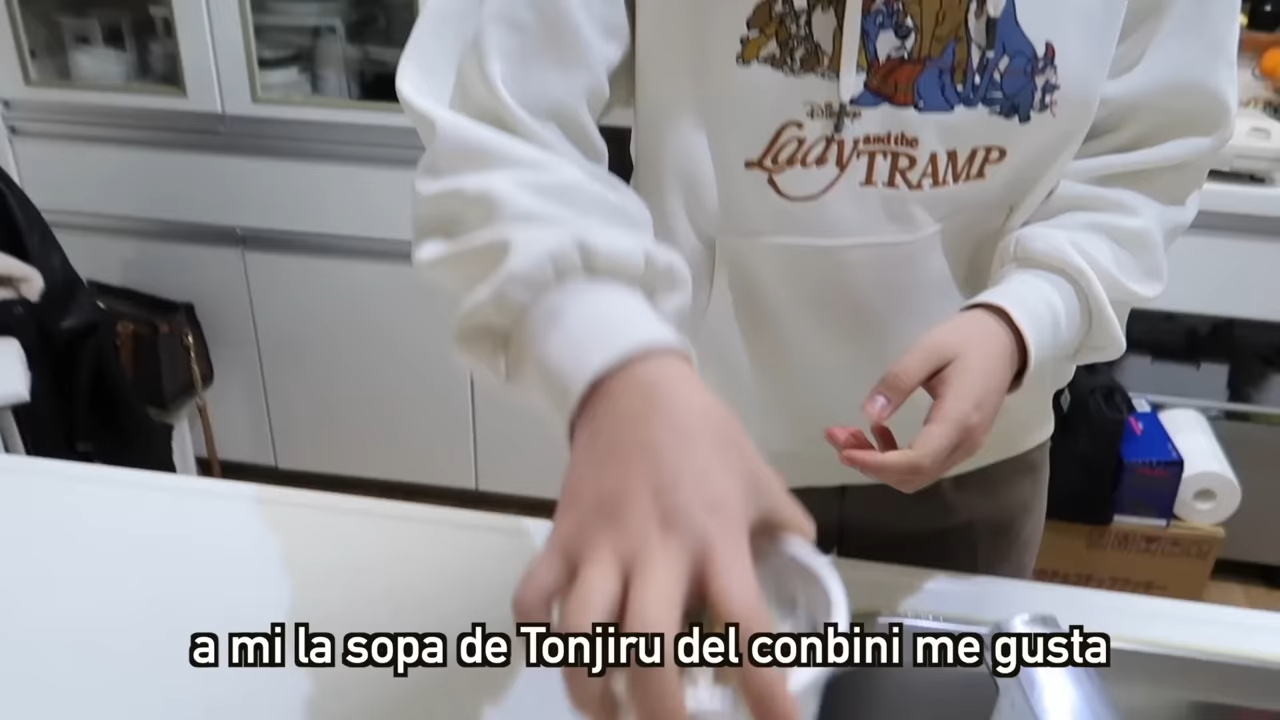 Disney's
Lady and the TRAMP
a mi la sopa de Tonjiru del conbini me gusta